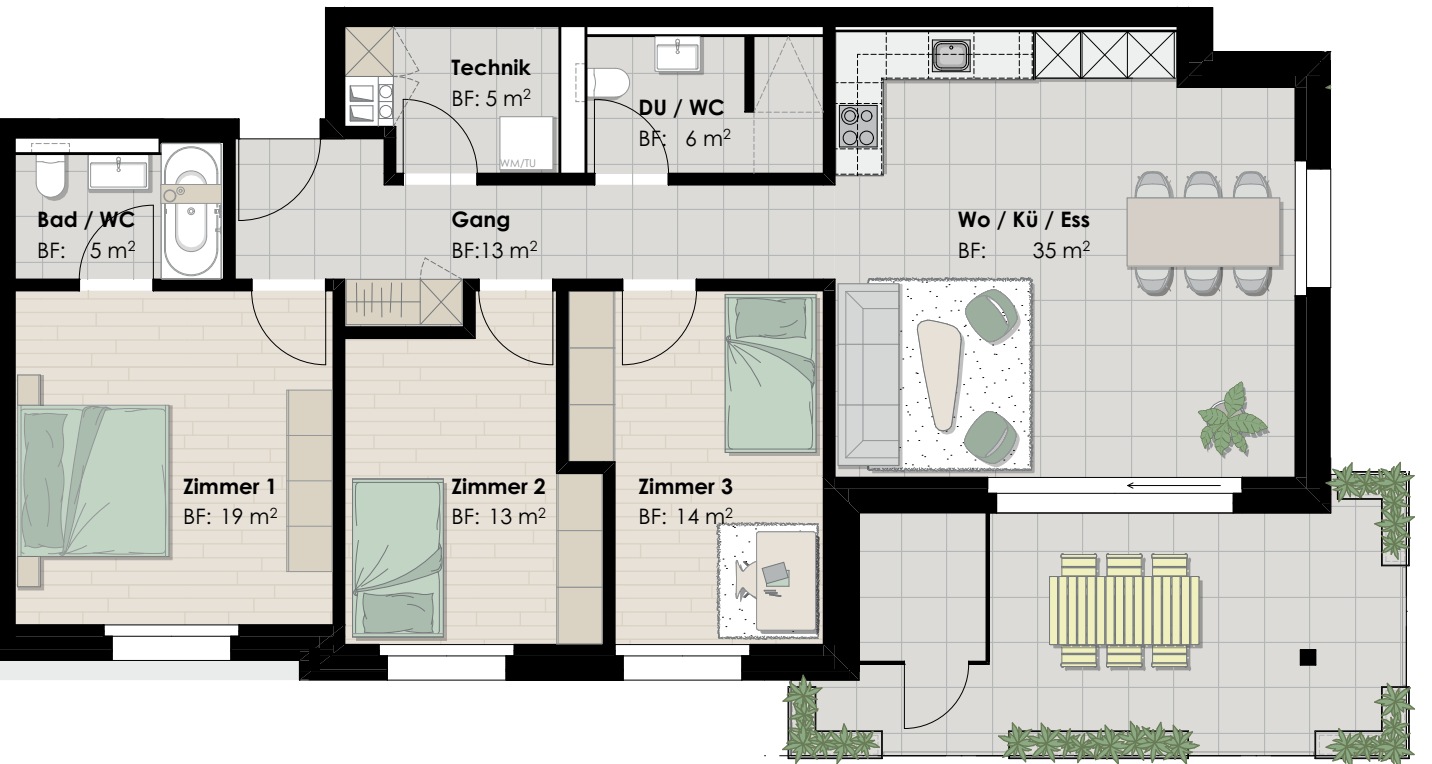 Technik
BF: 5 m²
WM/TU
DU / WC
BF: 6 m²
Bad / WC
BF: 5 m²
Gang
BF:13 m²
Wo / Kü / Ess
BF: 35 m²
Zimmer 1
BF: 19 m²
Zimmer 2
BF: 13 m²
Zimmer 3
BF: 14 m²